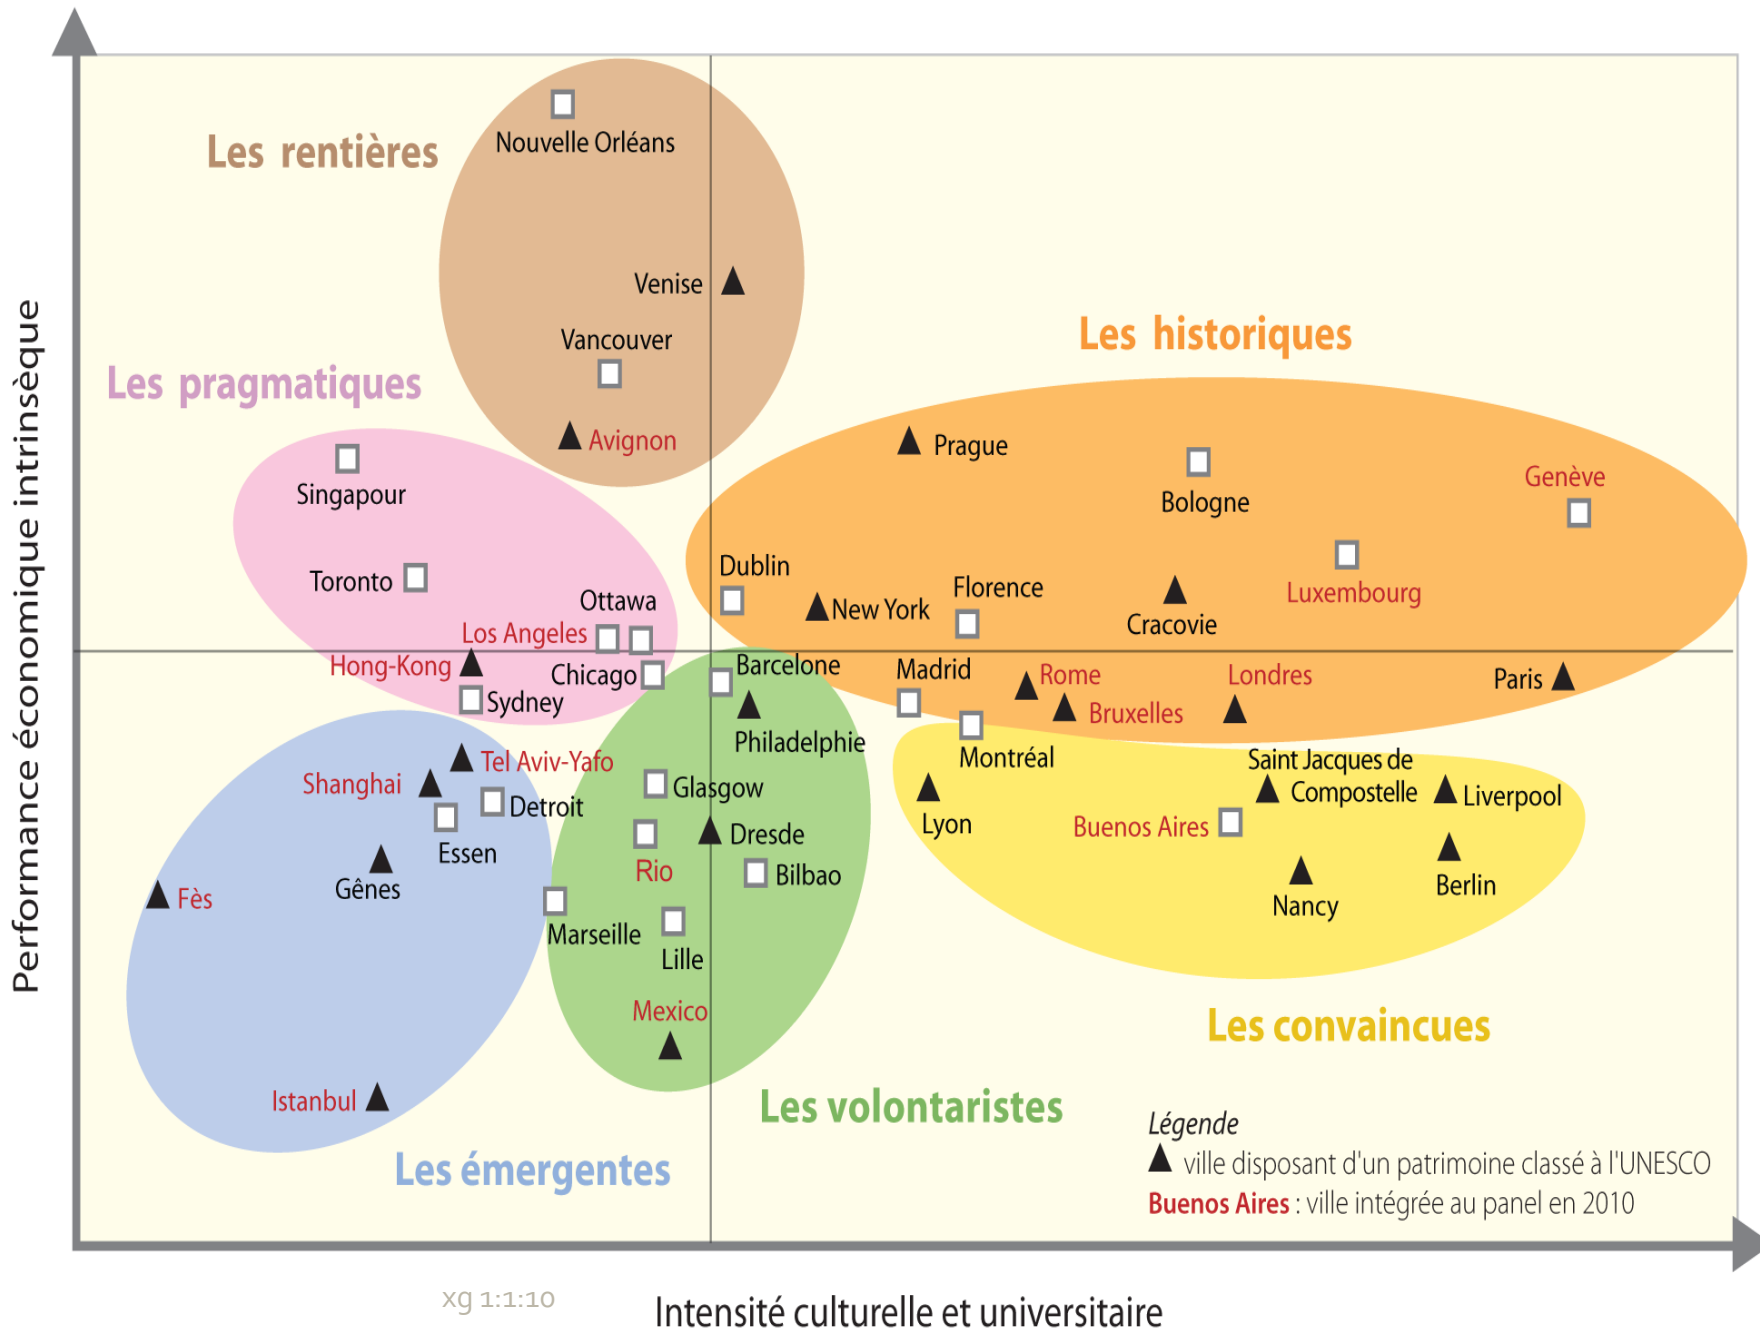 Performance économique intrinsèque
Nouvelle Orléans
Les rentières
Venise
Les historiques
Vancouver
Les pragmatiques
Avignon
Prague
Genève
Singapour
Bologne
Dublin
Toronto
Florence
Luxembourg
Ottawa
New York
Cracovie
Los Angeles
Hong-Kong
Barcelone
Madrid
Rome
Londres
Chicago
Paris
Sydney
Bruxelles
Philadelphie
Montréal
Saint Jacques de
Compostelle
Tel Aviv-Yafo
Shanghai
Glasgow
Liverpool
Detroit
Lyon
Buenos Aires
Dresde
Essen
Rio
Bilbao
Berlin
Gênes
Fès
Nancy
Marseille
Lille
Mexico
Les convaincues
Istanbul
Les volontaristes
Les émergentes
Légende
ville disposant d'un patrimoine classé à l'UNESCO
Buenos Aires : ville intégrée au panel en 2010
xg 1:1:10
Intensité culturelle et universitaire